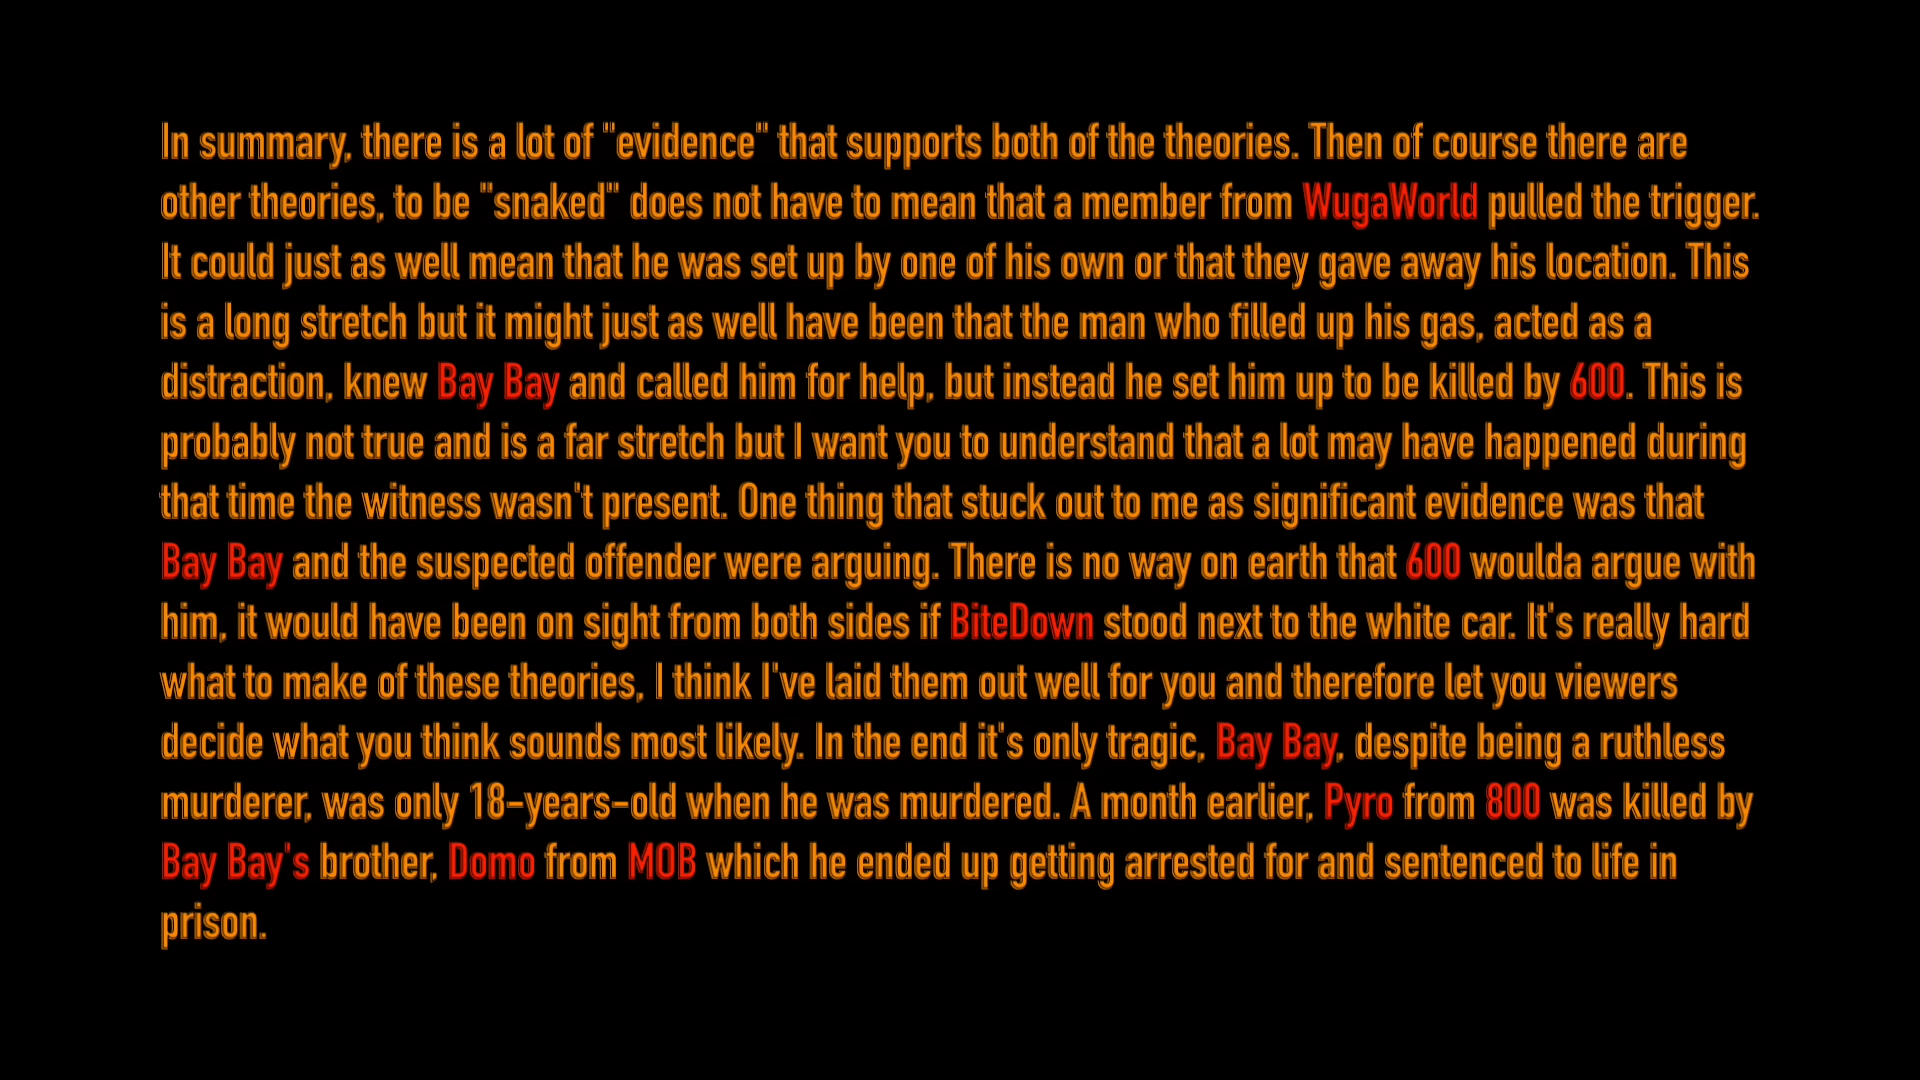 In summary, there is a lot of "evidence" that supports both of the theories. Then of course there are
other theories, to be "snaked" does not have to mean that a member from WugaWorld pulled the trigger.
It could just as well mean that he was set up by one of his own or that they gave away his location. This
is a long stretch but it might just as well have been that the man who filled up his gas, acted as a
distraction, knew Bay Bay and called him for help, but instead he set him up to be killed by 600. This is
probably not true and is a far stretch but I want you to understand that a lot may have happened during
that time the witness wasn't present. One thing that stuck out to me as significant evidence was that
Bay Bay and the suspected offender were arguing. There is no way on earth that 600 woulda argue with
him, it would have been on sight from both sides if BiteDown stood next to the white car. It's really hard
what to make of these theories, I think I've laid them out well for you and therefore let you viewers
decide what you think sounds most likely. In the end it's only tragic, Bay Bay, despite being a ruthless
murderer, was only 18-years-old when he was murdered. A month earlier, Pyro from 800 was killed by
Bay Bay's brother, Domo from MOB which he ended up getting arrested for and sentenced to life in
prison.